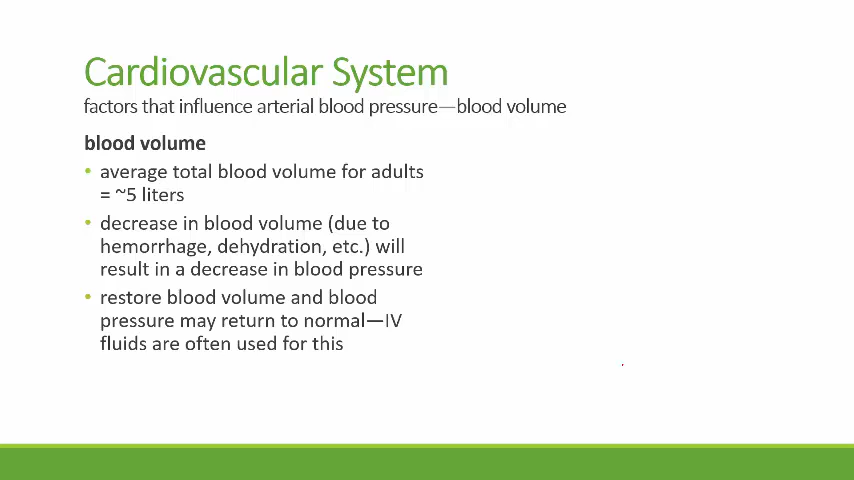 Cardiovascular System
factors that influence arterial blood pressure—blood volume
blood volume
• average total blood volume for adults
= ~5 liters
• decrease in blood volume (due to
hemorrhage, dehydration, etc.) will
result in a decrease in blood pressure
• restore blood volume and blood
pressure may return to normal—IV
fluids are often used for this